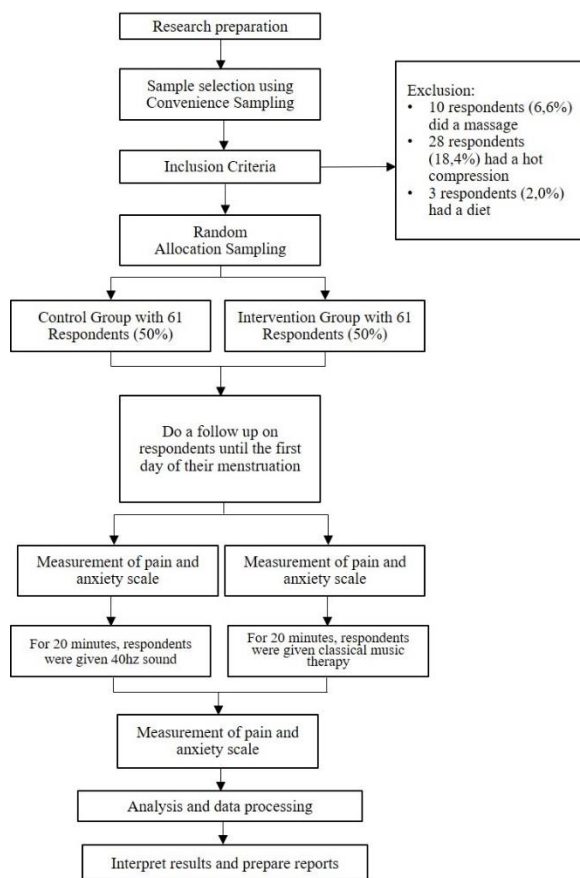 Research preparation
Sample selection using
Convenience Sampling
Exclusion:
• 10 respondents (6,6%)
did a massage
• 28 respondents
(18,4%) had a hot
compression
• 3 respondents (2,0%)
had a diet
Inclusion Criteria
Random
Allocation Sampling
Control Group with 61
Respondents (50%)
Intervention Group with 61
Respondents (50%)
Do a follow up on
respondents until the first
day of their menstruation
Measurement of pain and
anxiety scale
Measurement of pain and
anxiety scale
For 20 minutes, respondents
were given 40hz sound
For 20 minutes, respondents
were given classical music
therapy
Measurement of pain and
anxiety scale
Analysis and data processing
Interpret results and prepare reports